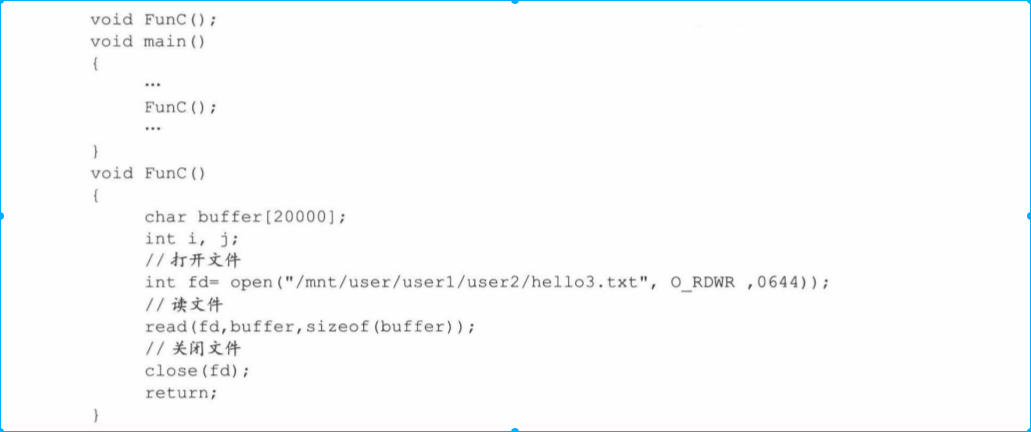 void FunC();
void main()
{
…
FunC();
…
}
void FunC()
{
char buffer[20000];
int i, j;
//打开文件
int fd= open("/mnt/user/user1/user2/hello3.txt", O_RDWR ,0644));
//读文件
read(fd,buffer,sizeof(buffer));
//关闭文件
close(fd);
return;
}